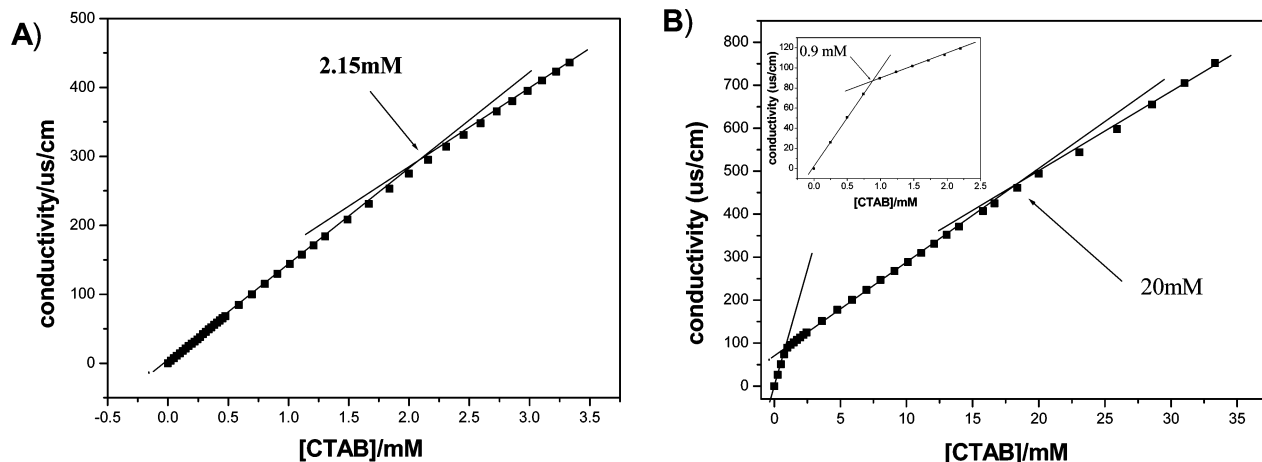 A)
500
400
300
200
100
0
conductivity/us/cm
2.15mM
-0.5 0.0 0.5 1.0 1.5 2.0 2.5 3.0 3.5
[CTAB]/mM
B)
800
700
600
500
400
300
200
100
0
conductivity (us/cm)
120
100
80
60
40
20
0
conductivity (us/cm)
0.9 mM
0.0 0.5 1.0 1.5 2.0 2.5
[CTAB]/mM
20mM
0 5 10 15 20 25 30 35
[CTAB]/mM